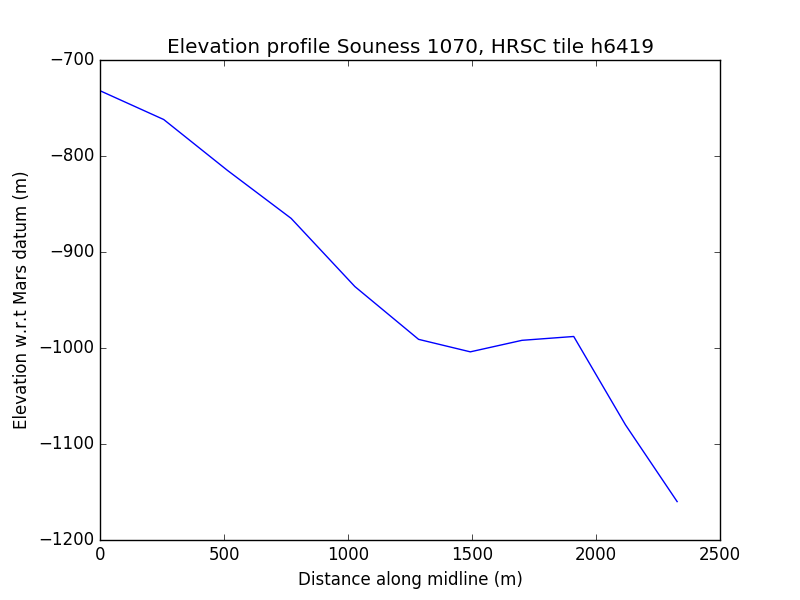 Elevation profile Souness 1070, HRSC tile h6419
−700
−800
−900
−1000
−1100
−1200
Elevation w.r.t Mars datum (m)
0 500 1000 1500 2000 2500
Distance along midline (m)